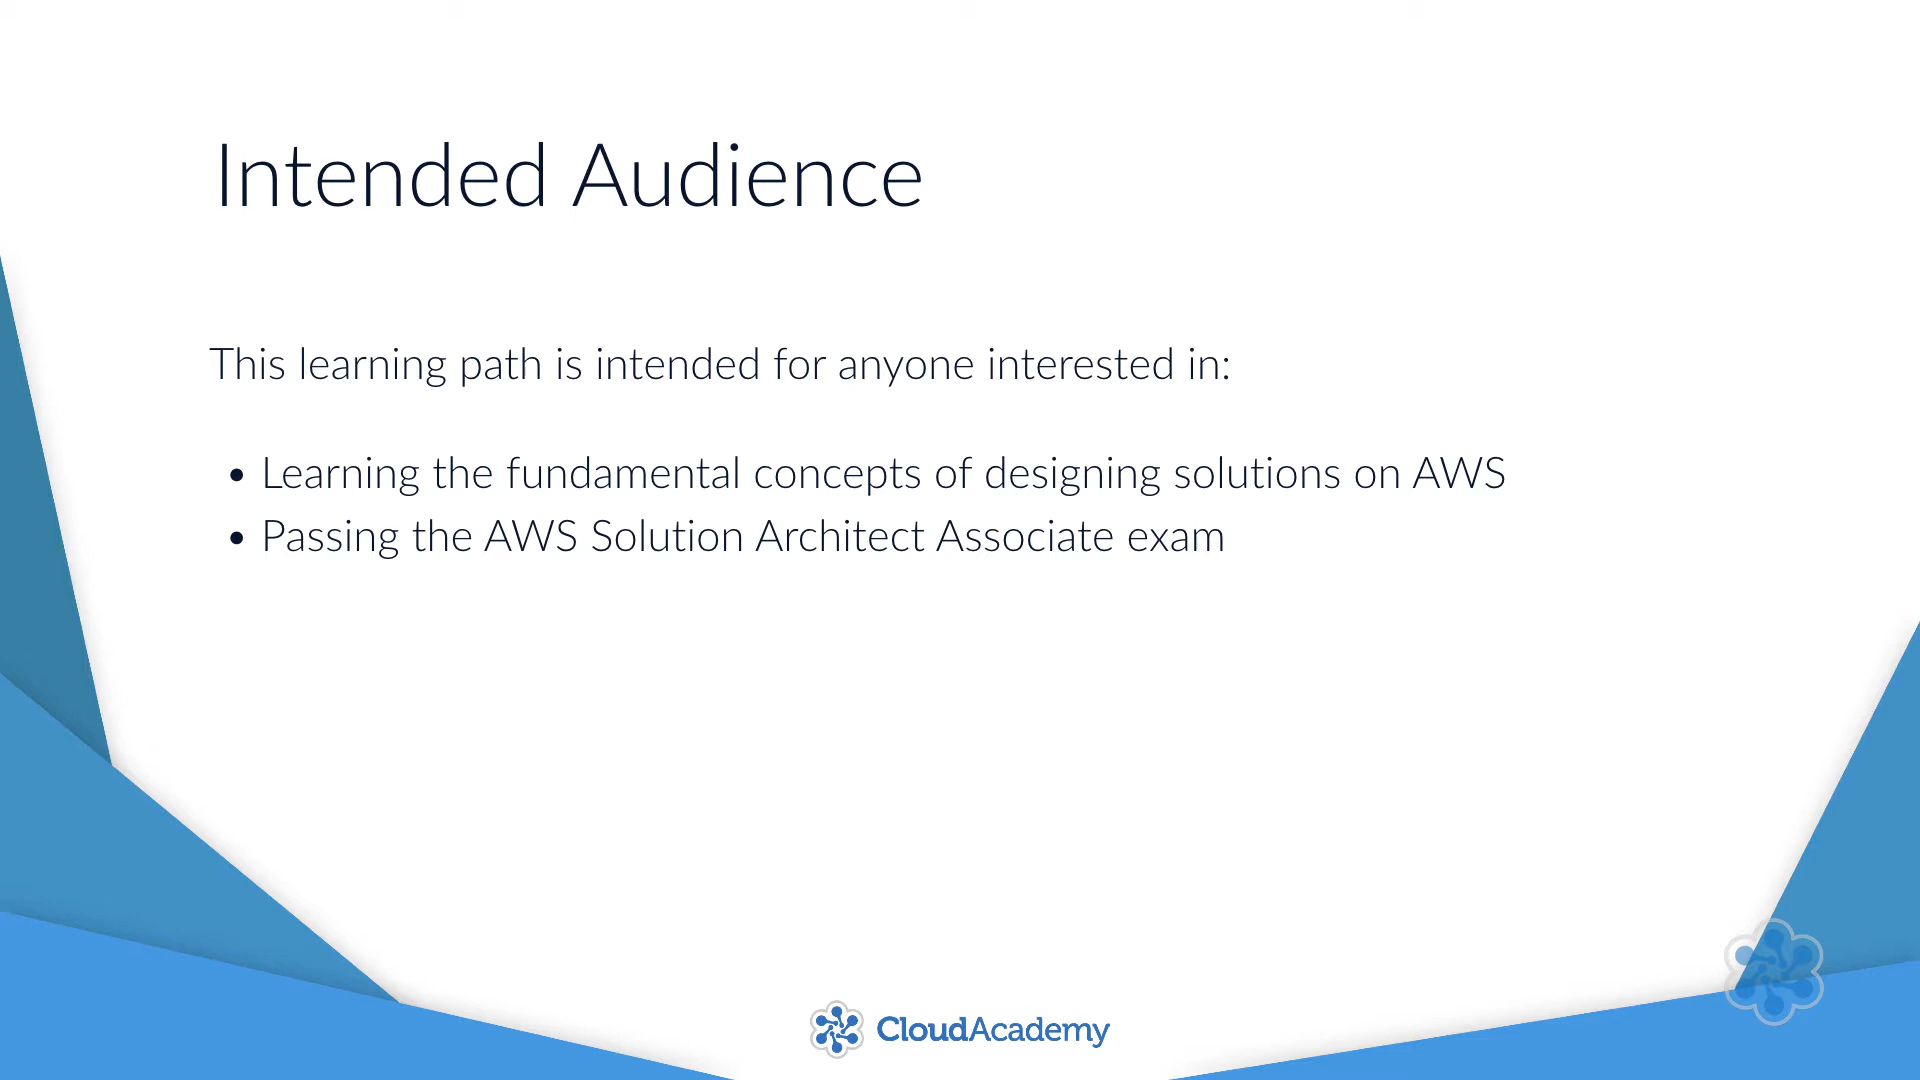 Intended Audience
This learning path is intended for anyone interested in:
• Learning the fundamental concepts of designing solutions on AWS
• Passing the AWS Solution Architect Associate exam
CloudAcademy